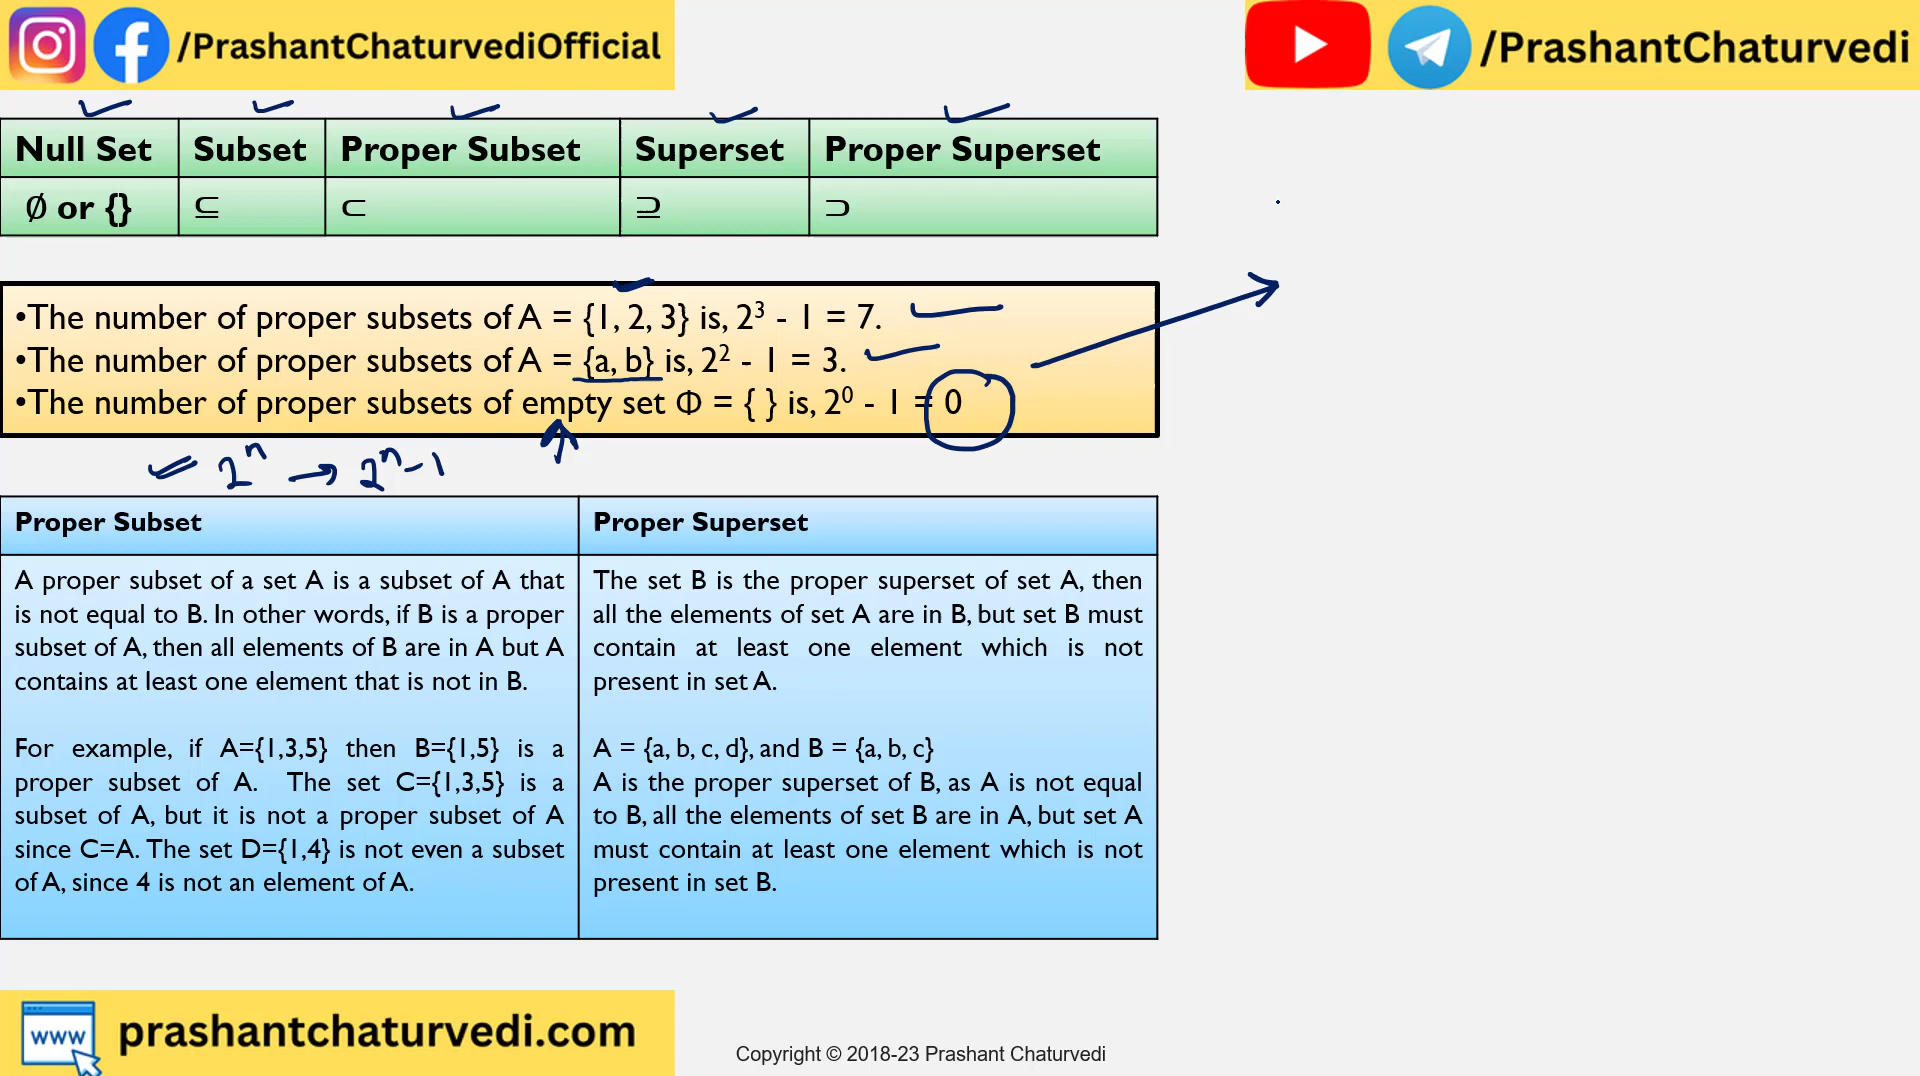 /PrashantChaturvediOfficial
/PrashantChaturvedi
Null Set Subset Proper Subset Superset Proper Superset
∅ or {} ⊆ ⊂ ⊇ ⊃
•The number of proper subsets of A = {1, 2, 3} is, 2³ - 1 = 7.
•The number of proper subsets of A = {a, b} is, 2² - 1 = 3.
•The number of proper subsets of empty set Φ = { } is, 2⁰ - 1 = 0
2ⁿ → 2ⁿ-1
Proper Subset
A proper subset of a set A is a subset of A that
is not equal to B. In other words, if B is a proper
subset of A, then all elements of B are in A but A
contains at least one element that is not in B.
For example, if A={1,3,5} then B={1,5} is a
proper subset of A. The set C={1,3,5} is a
subset of A, but it is not a proper subset of A
since C=A. The set D={1,4} is not even a subset
of A, since 4 is not an element of A.
Proper Superset
The set B is the proper superset of set A, then
all the elements of set A are in B, but set B must
contain at least one element which is not
present in set A.
A = {a, b, c, d}, and B = {a, b, c}
A is the proper superset of B, as A is not equal
to B, all the elements of set B are in A, but set A
must contain at least one element which is not
present in set B.
www prashantchaturvedi.com
Copyright © 2018-23 Prashant Chaturvedi